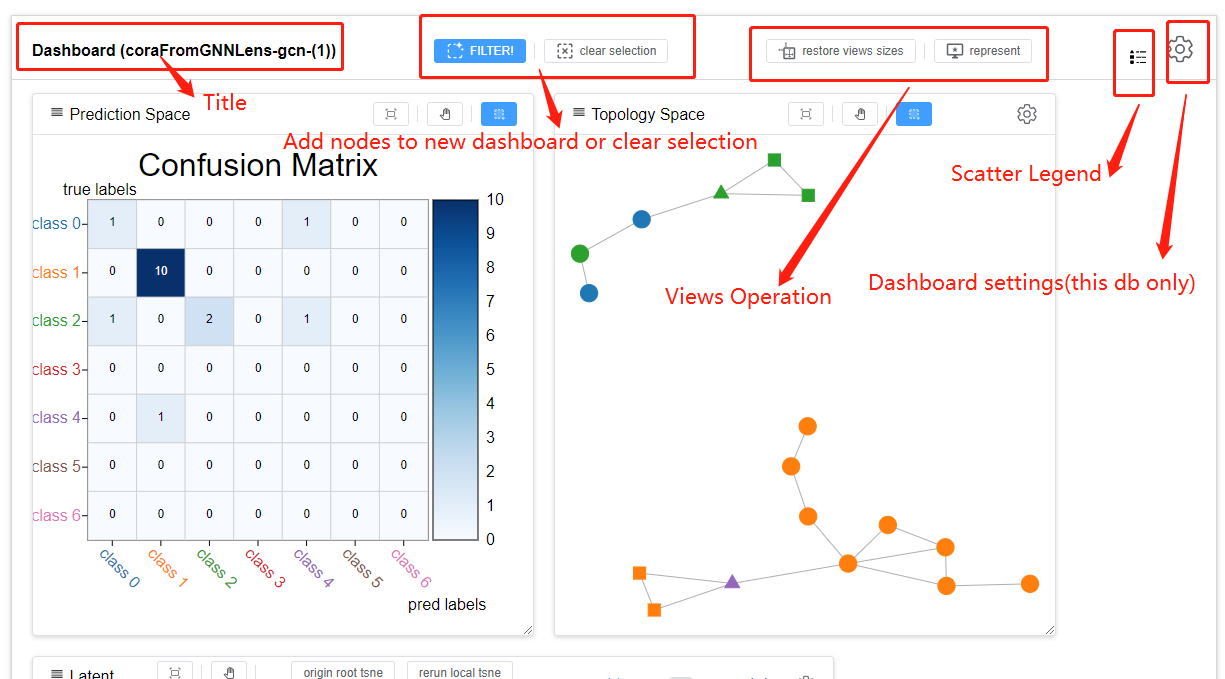 Dashboard (coraFromGNNLens-gcn-(1))
FILTER!
clear selection
restore views sizes
represent
Title
Add nodes to new dashboard or clear selection
Views Operation
Scatter Legend
Dashboard settings(this db only)
Prediction Space
Confusion Matrix
true labels
class 0 1 0 0 0 1 0 0
class 1 0 10 0 0 0 0 0
class 2 1 0 2 0 1 0 0
class 3 0 0 0 0 0 0 0
class 4 0 1 0 0 0 0 0
class 5 0 0 0 0 0 0 0
class 6 0 0 0 0 0 0 0
class 0 class 1 class 2 class 3 class 4 class 5 class 6
pred labels
10
9
8
7
6
5
4
3
2
1
0
Topology Space
Latent
origin root tsne
rerun local tsne